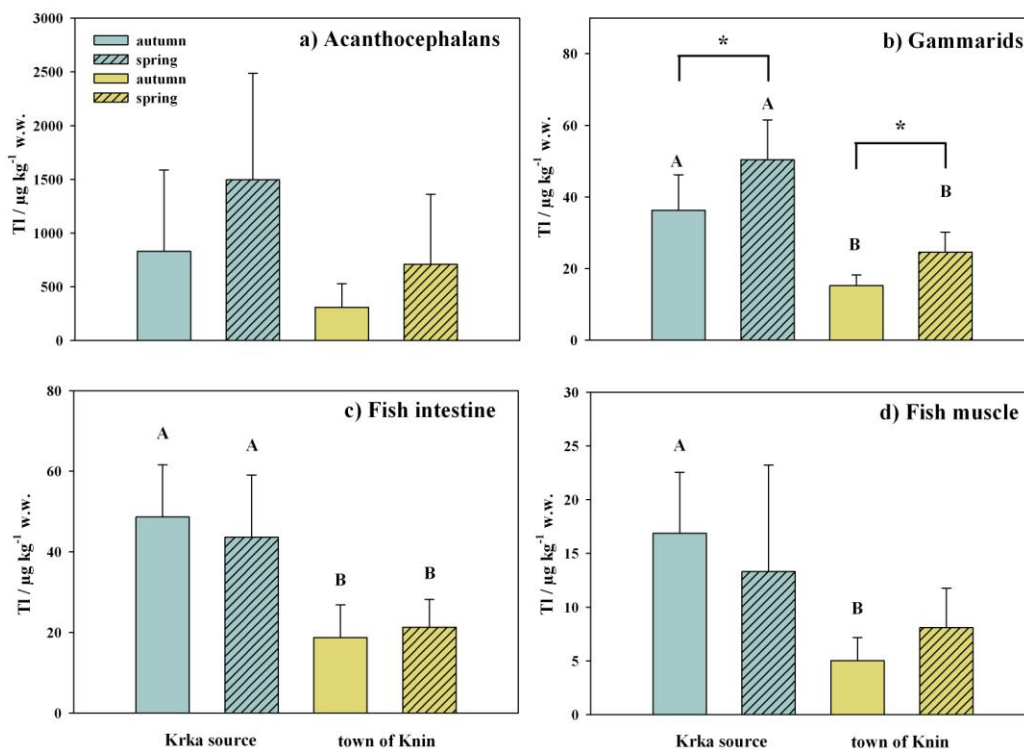 3000
2500
2000
1500
1000
500
0
Tl / µg kg⁻¹ w.w.
autumn
spring
autumn
spring
a) Acanthocephalans
80
60
40
20
0
Tl / µg kg⁻¹ w.w.
b) Gammarids
*
*
A
A
B
B
80
60
40
20
0
Tl / µg kg⁻¹ w.w.
c) Fish intestine
A
A
B
B
Krka source
town of Knin
30
25
20
15
10
5
0
Tl / µg kg⁻¹ w.w.
d) Fish muscle
A
B
Krka source
town of Knin